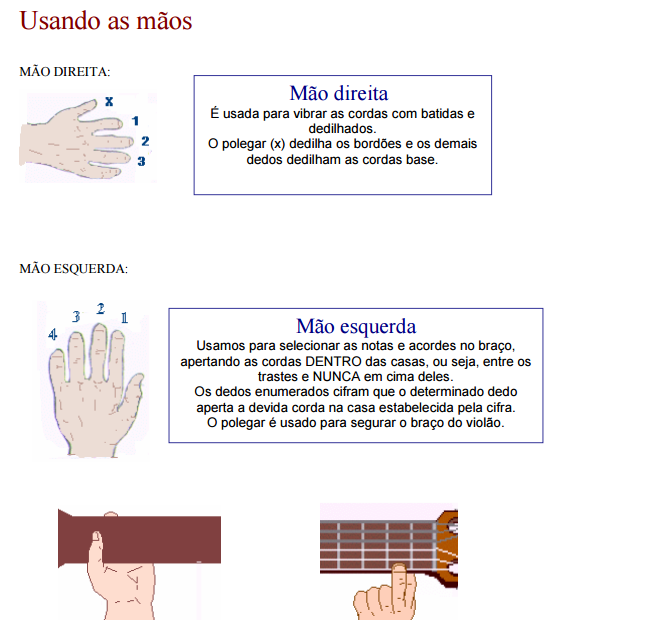 Usando as mãos
MÃO DIREITA:
Mão direita
É usada para vibrar as cordas com batidas e
dedilhados.
O polegar (x) dedilha os bordões e os demais
dedos dedilham as cordas base.
X
1
2
3
MÃO ESQUERDA:
4
3
2
1
Mão esquerda
Usamos para selecionar as notas e acordes no braço,
apertando as cordas DENTRO das casas, ou seja, entre os
trastes e NUNCA em cima deles.
Os dedos enumerados cifram que o determinado dedo
aperta a devida corda na casa estabelecida pela cifra.
O polegar é usado para segurar o braço do violão.